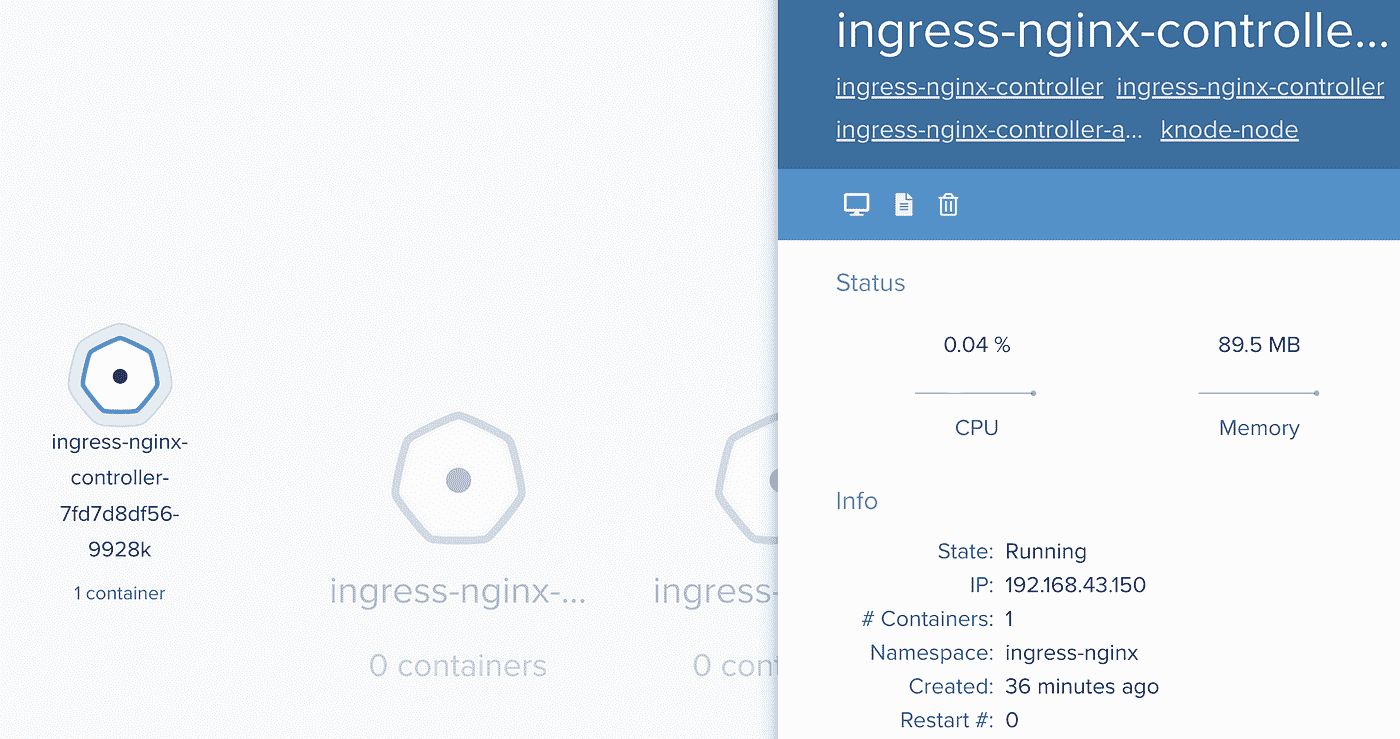 ingress-nginx-controlle...
ingress-nginx-controller ingress-nginx-controller
ingress-nginx-controller-a... knode-node
Status
0.04 % 89.5 MB
CPU Memory
Info
State: Running
IP: 192.168.43.150
# Containers: 1
Namespace: ingress-nginx
Created: 36 minutes ago
Restart #: 0
ingress-nginx-
controller-
7fd7d8df56-
9928k
1 container
ingress-nginx-...
0 containers
ingress-
0 cont